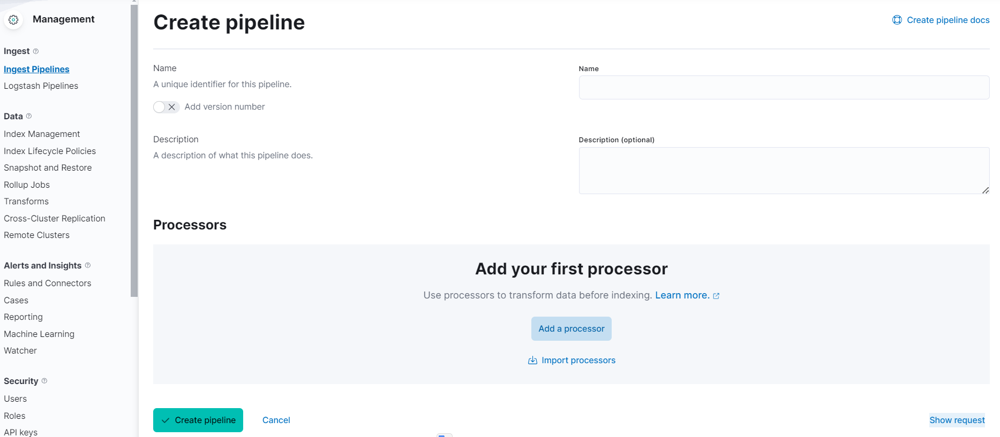 Management
Ingest
Ingest Pipelines
Logstash Pipelines
Data
Index Management
Index Lifecycle Policies
Snapshot and Restore
Rollup Jobs
Transforms
Cross-Cluster Replication
Remote Clusters
Alerts and Insights
Rules and Connectors
Cases
Reporting
Machine Learning
Watcher
Security
Users
Roles
API keys
Create pipeline
Create pipeline docs
Name
A unique identifier for this pipeline.
Add version number
Name
Description
A description of what this pipeline does.
Description (optional)
Processors
Add your first processor
Use processors to transform data before indexing. Learn more.
Add a processor
Import processors
Create pipeline
Cancel
Show request